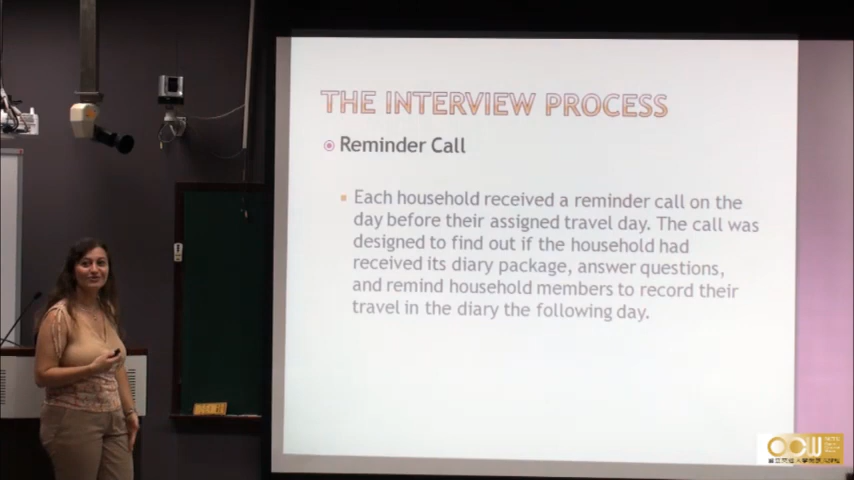 THE INTERVIEW PROCESS
Reminder Call
Each household received a reminder call on the
day before their assigned travel day. The call was
designed to find out if the household had
received its diary package, answer questions,
and remind household members to record their
travel in the diary the following day.
OCW